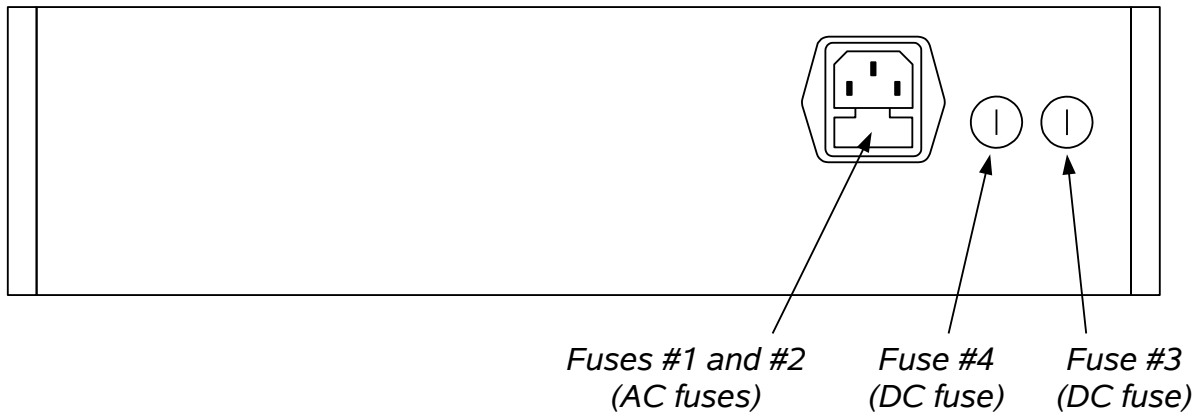 Fuses #1 and #2
(AC fuses)
Fuse #4
(DC fuse)
Fuse #3
(DC fuse)